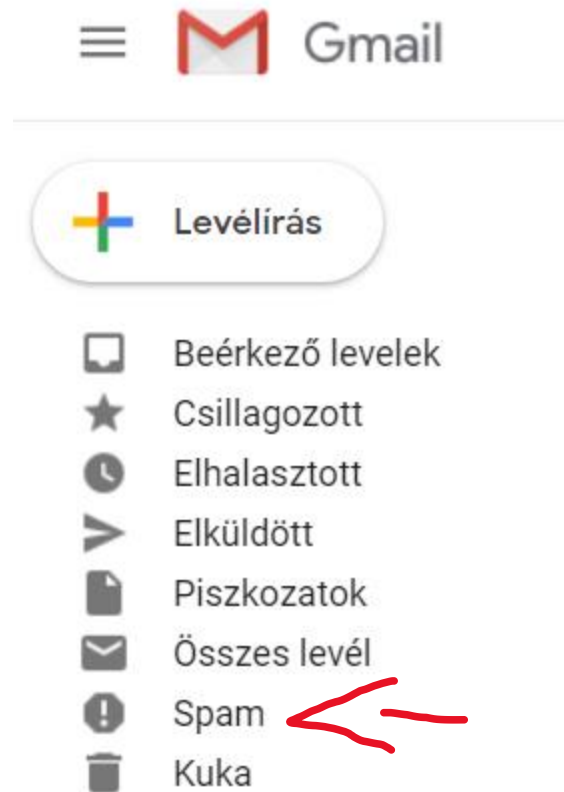 Gmail
Levélírás
Beérkező levelek
Csillagozott
Elhalasztott
Elküldött
Piszkozatok
Összes levél
Spam
Kuka